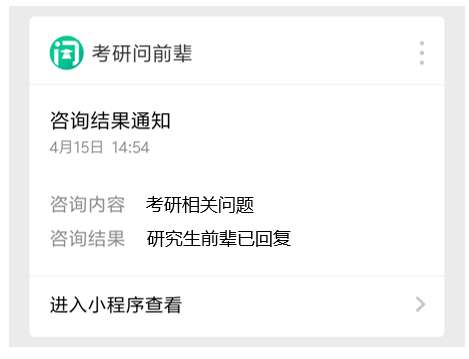 问
考研问前辈
咨询结果通知
4月15日 14:54
咨询内容 考研相关问题
咨询结果 研究生前辈已回复
进入小程序查看